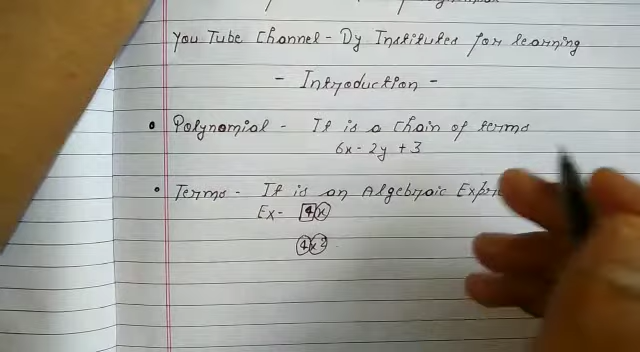 You Tube Channel - Dy Institutes for learning
- Introduction -
• Polynomial - It is a Chain of terms
6x - 2y + 3
• Terms - It is an Algebraic
Ex- 4x
4x²